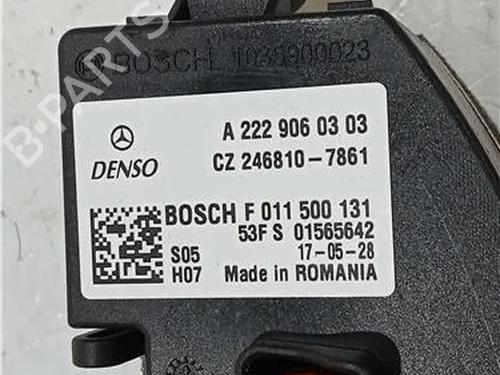 BOSCH 1035900023
A 222 906 03 03
DENSO
CZ 246810-7861
BOSCH F 011 500 131
53F S 01565642
S05
17-05-28
H07
Made in ROMANIA
B-PARTS